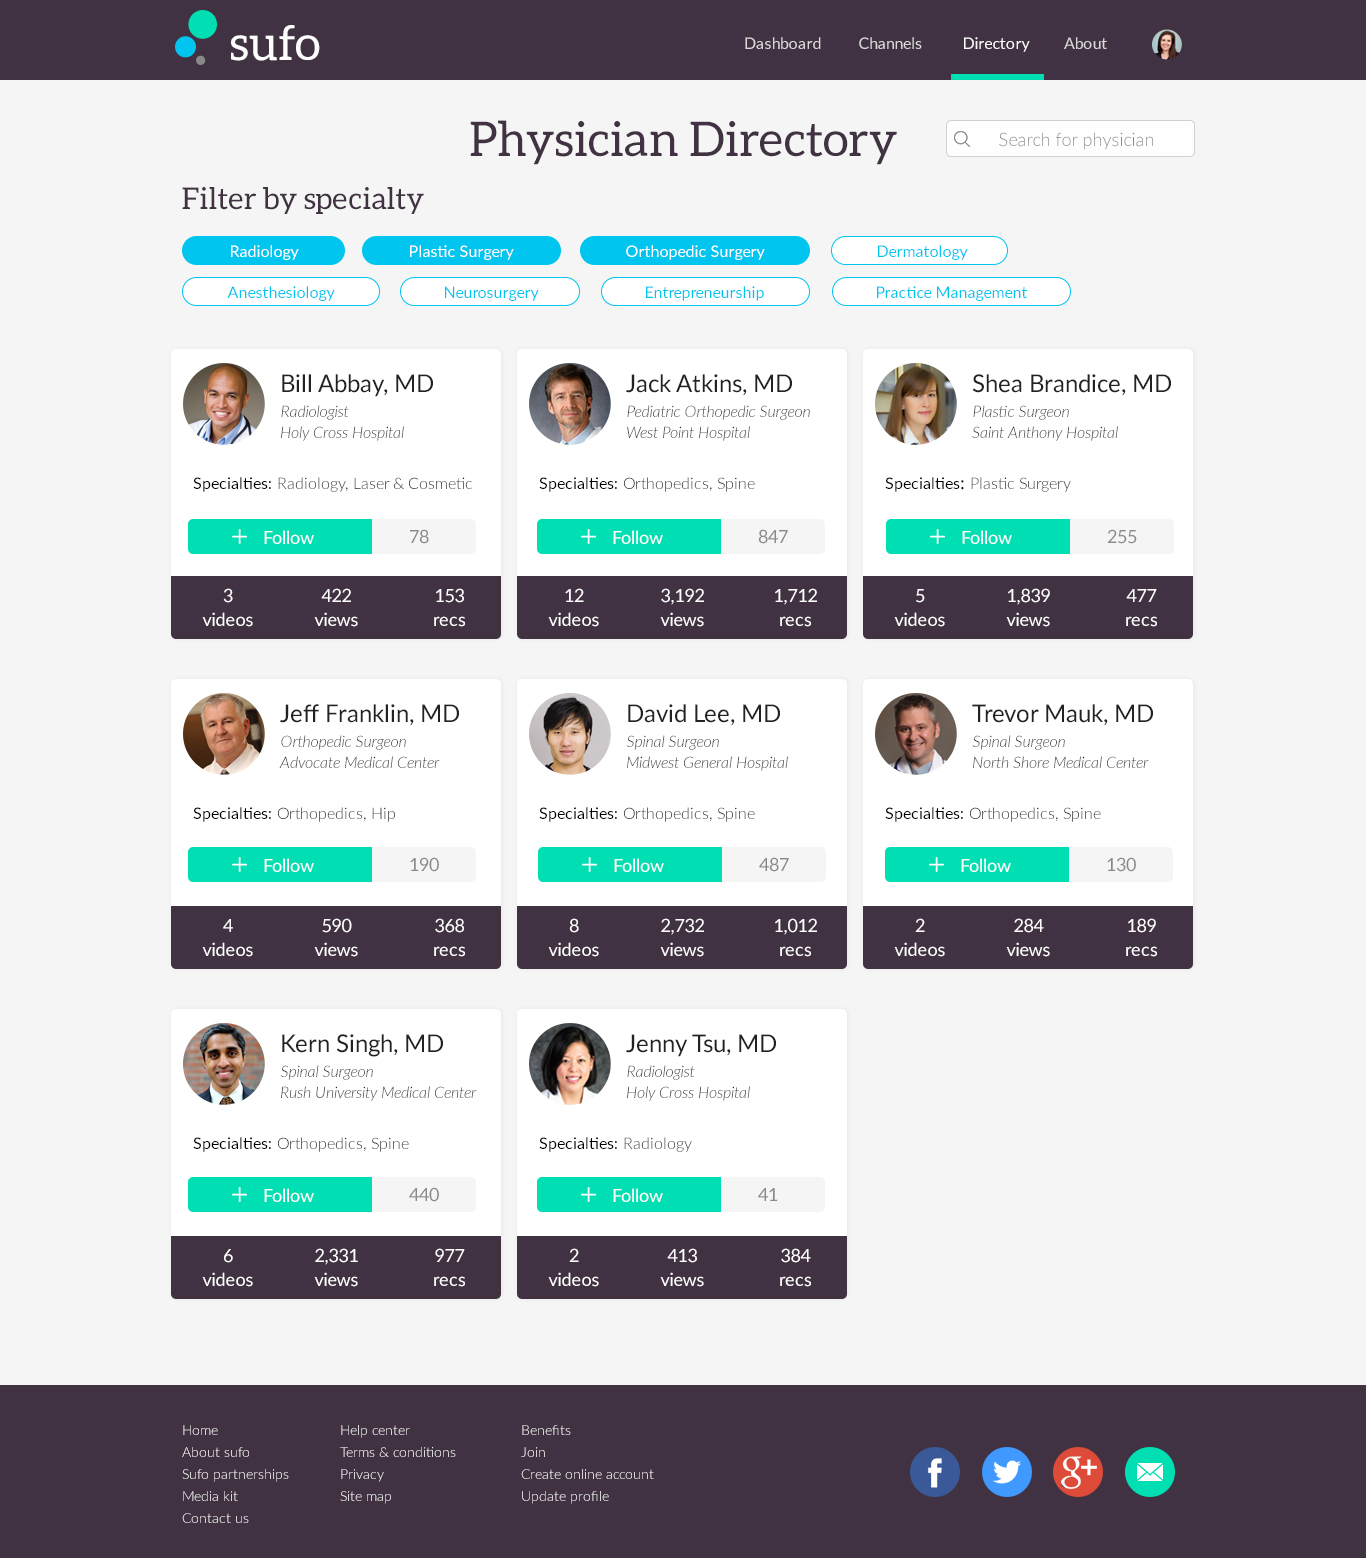 sufo
Dashboard Channels Directory About
Physician Directory
Search for physician
Filter by specialty
Radiology Plastic Surgery Orthopedic Surgery Dermatology
Anesthesiology Neurosurgery Entrepreneurship Practice Management
Bill Abbay, MD
Radiologist
Holy Cross Hospital
Specialties: Radiology, Laser & Cosmetic
+ Follow 78
3 422 153
videos views recs
Jack Atkins, MD
Pediatric Orthopedic Surgeon
West Point Hospital
Specialties: Orthopedics, Spine
+ Follow 847
12 3,192 1,712
videos views recs
Shea Brandice, MD
Plastic Surgeon
Saint Anthony Hospital
Specialties: Plastic Surgery
+ Follow 255
5 1,839 477
videos views recs
Jeff Franklin, MD
Orthopedic Surgeon
Advocate Medical Center
Specialties: Orthopedics, Hip
+ Follow 190
4 590 368
videos views recs
David Lee, MD
Spinal Surgeon
Midwest General Hospital
Specialties: Orthopedics, Spine
+ Follow 487
8 2,732 1,012
videos views recs
Trevor Mauk, MD
Spinal Surgeon
North Shore Medical Center
Specialties: Orthopedics, Spine
+ Follow 130
2 284 189
videos views recs
Kern Singh, MD
Spinal Surgeon
Rush University Medical Center
Specialties: Orthopedics, Spine
+ Follow 440
6 2,331 977
videos views recs
Jenny Tsu, MD
Radiologist
Holy Cross Hospital
Specialties: Radiology
+ Follow 41
2 413 384
videos views recs
Home
About sufo
Sufo partnerships
Media kit
Contact us
Help center
Terms & conditions
Privacy
Site map
Benefits
Join
Create online account
Update profile
f g+